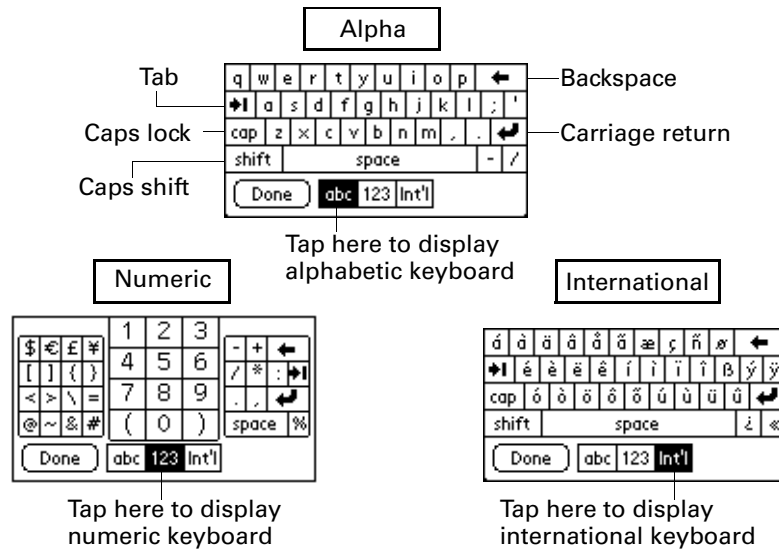 Alpha
Tab
q w e r t y u i o p
Backspace
a s d f g h j k l ; '
Caps lock
cap z x c v b n m , .
Carriage return
shift space - /
Caps shift
Done abc 123 Int'l
Tap here to display
alphabetic keyboard
Numeric
1 2 3
$ € £ ¥ - +
4 5 6
[ ] { } / * :
7 8 9
< > \ = . ,
( 0 )
@ ~ & # space %
Done abc 123 Int'l
Tap here to display
numeric keyboard
International
á à ä â å ã æ ç ñ ø
é è ë ê í ì ï î ß ý ÿ
cap ó ò ö ô õ ú ù ü û
shift space ¿ «
Done abc 123 Int'l
Tap here to display
international keyboard